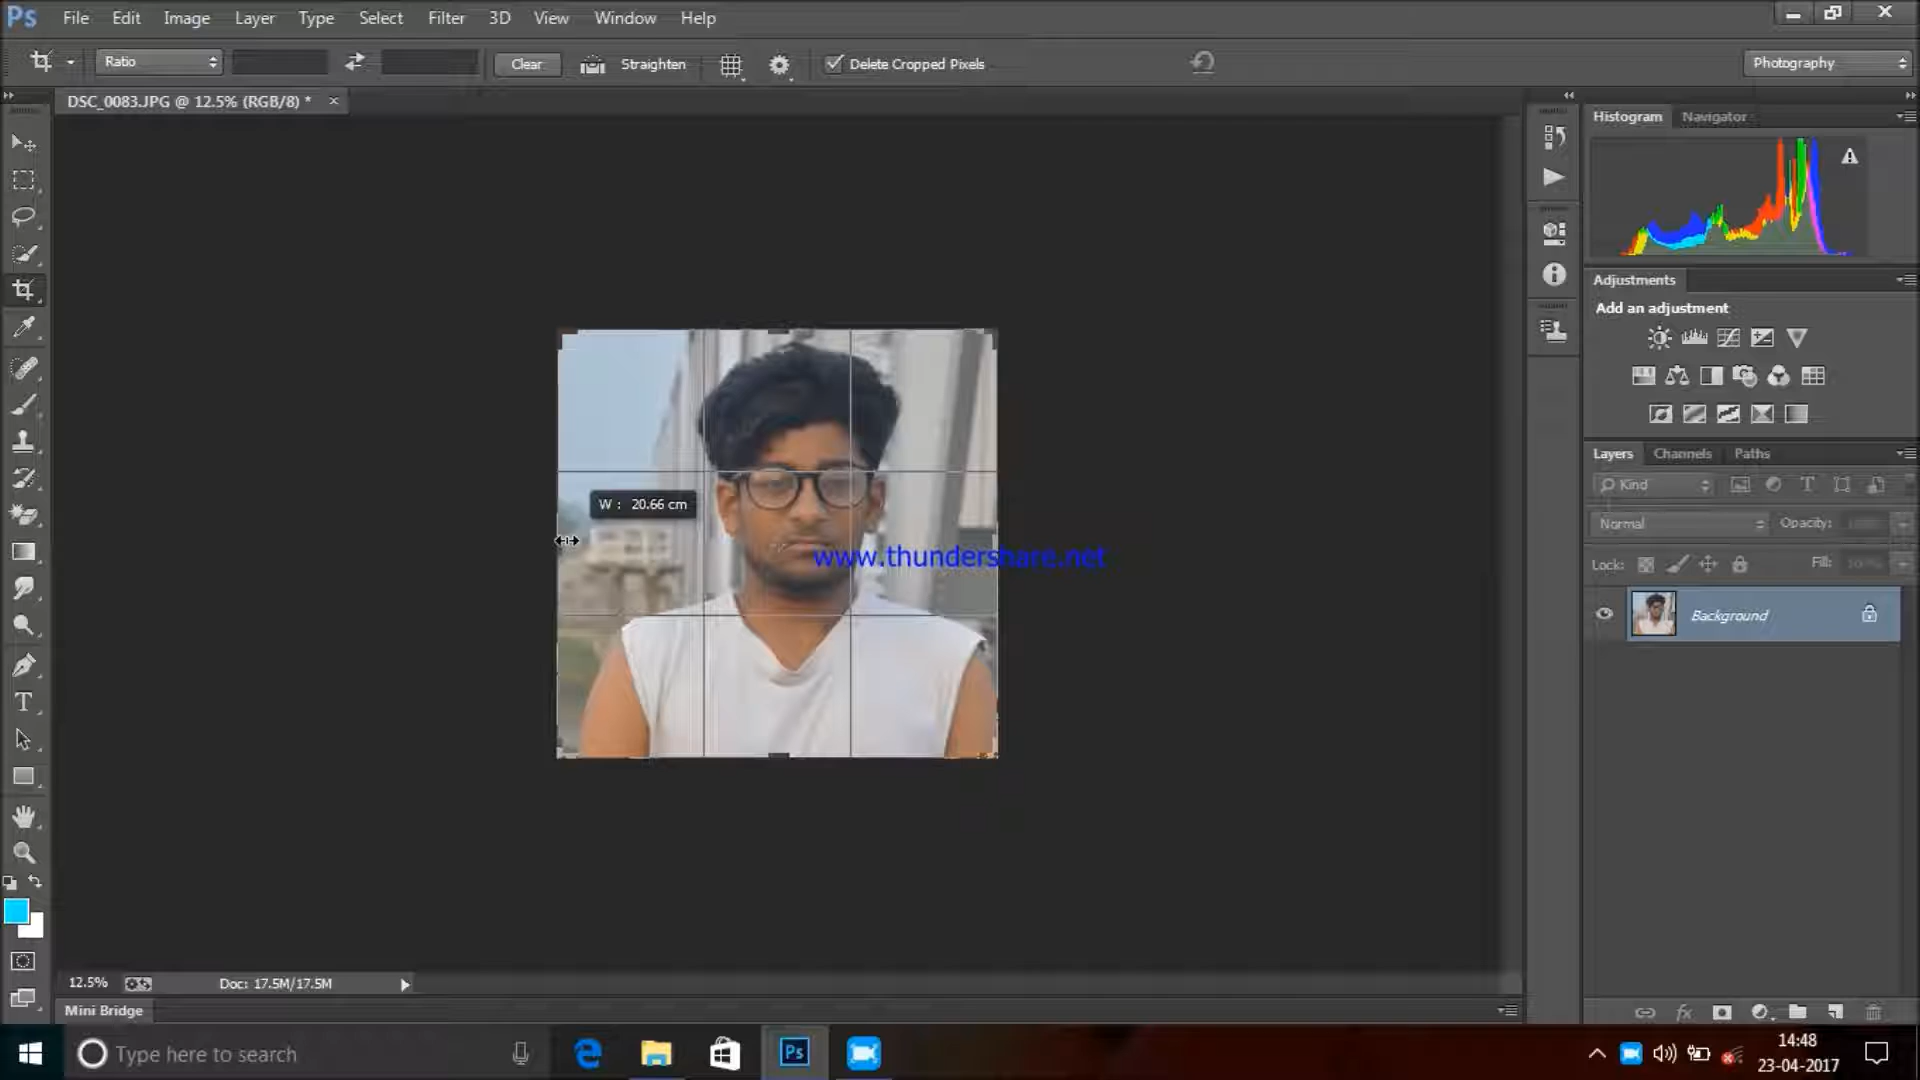 Ps File Edit Image Layer Type Select Filter 3D View Window Help
Ratio Clear Straighten Delete Cropped Pixels Photography
DSC_0083.JPG @ 12.5% (RGB/8) * ×
Histogram Navigator
Adjustments
Add an adjustment
Layers Channels Paths
Kind
W : 20.66 cm
Normal Opacity:
www.thundershare.net
Lock: Fill:
Background
12.5% Doc: 17.5M/17.5M
Mini Bridge
Type here to search
Ps
14:48
23-04-2017